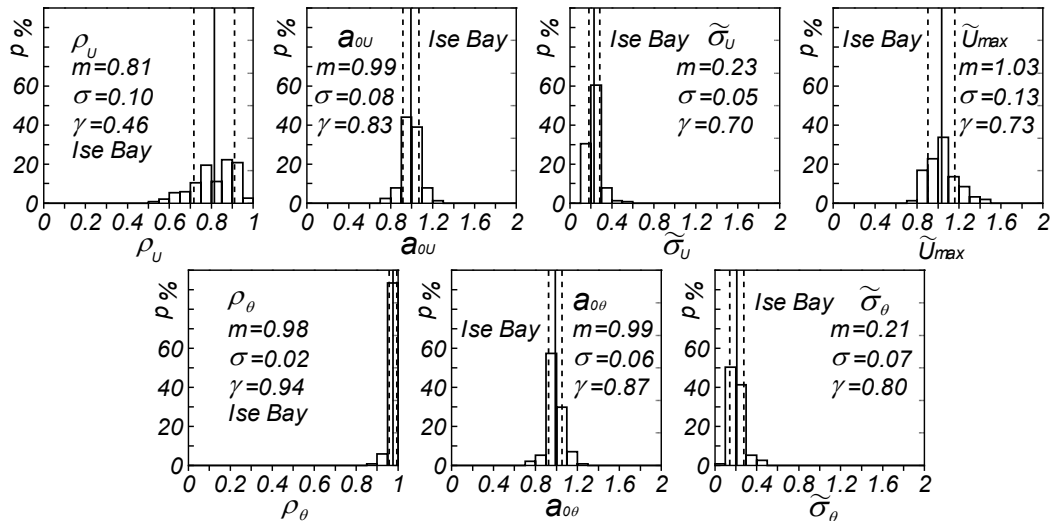 p %
80
60
40
20
0
ρU
m=0.81
σ=0.10
γ=0.46
Ise Bay
0 0.2 0.4 0.6 0.8 1
ρU
p %
80
60
40
20
0
a0U
m=0.99
σ=0.08
γ=0.83
Ise Bay
0 0.4 0.8 1.2 1.6 2
a0U
p %
80
60
40
20
0
Ise Bay
σ̃U
m=0.23
σ=0.05
γ=0.70
0 0.4 0.8 1.2 1.6 2
σ̃U
p %
80
60
40
20
0
Ise Bay
Ũmax
m=1.03
σ=0.13
γ=0.73
0 0.4 0.8 1.2 1.6 2
Ũmax
p %
80
60
40
20
0
ρθ
m=0.98
σ=0.02
γ=0.94
Ise Bay
0 0.2 0.4 0.6 0.8 1
ρθ
p %
80
60
40
20
0
Ise Bay
a0θ
m=0.99
σ=0.06
γ=0.87
0 0.4 0.8 1.2 1.6 2
a0θ
p %
80
60
40
20
0
Ise Bay
σ̃θ
m=0.21
σ=0.07
γ=0.80
0 0.4 0.8 1.2 1.6 2
σ̃θ